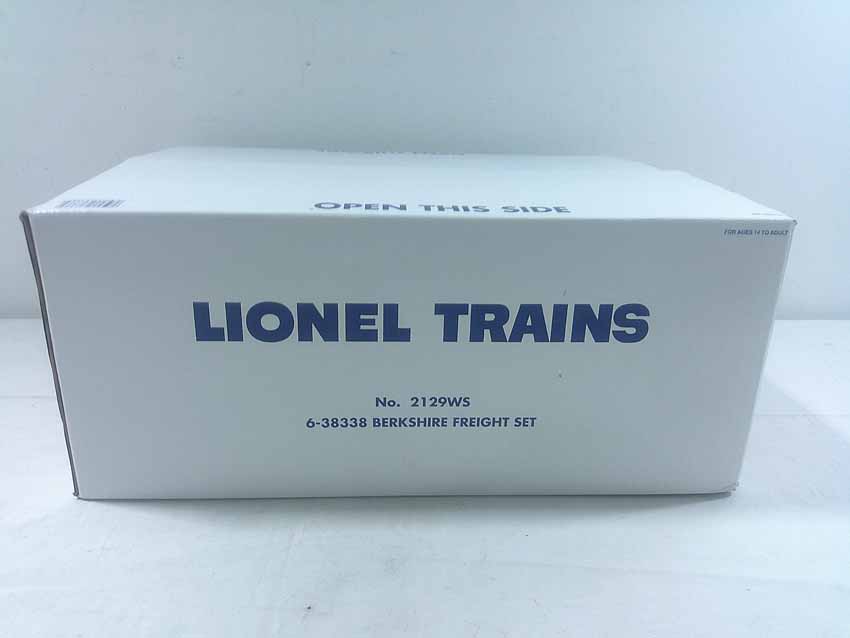 OPEN THIS SIDE
FOR AGES 14 TO ADULT
LIONEL TRAINS
No. 2129WS
6-38338 BERKSHIRE FREIGHT SET